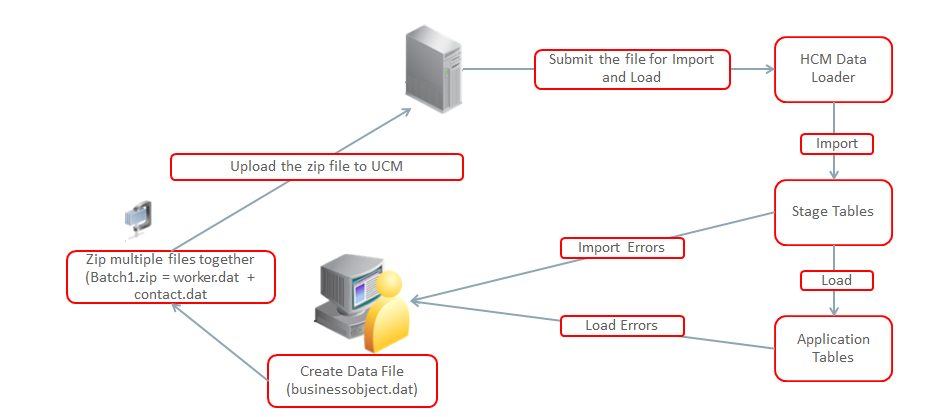 Submit the file for Import
and Load
HCM Data
Loader
Import
Upload the zip file to UCM
Stage Tables
Import Errors
Zip multiple files together
(Batch1.zip = worker.dat +
contact.dat
Load
Load Errors
Application
Tables
Create Data File
(businessobject.dat)